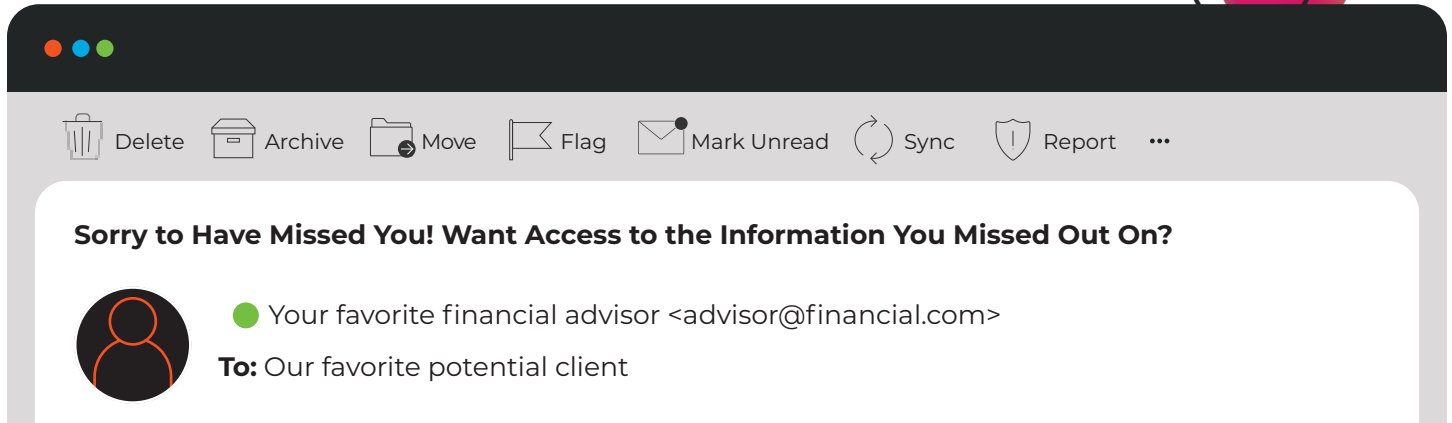 Delete Archive Move Flag Mark Unread Sync Report ...
Sorry to Have Missed You! Want Access to the Information You Missed Out On?
Your favorite financial advisor <advisor@financial.com>
To: Our favorite potential client